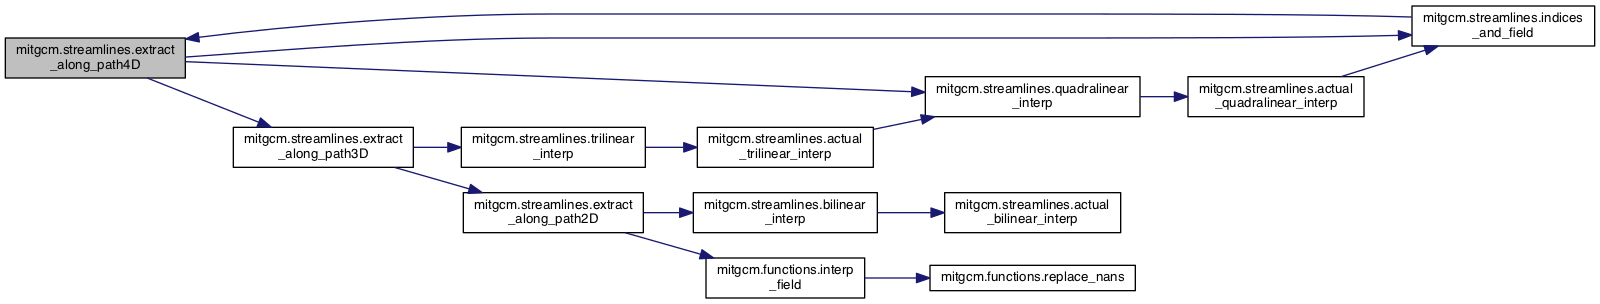 mitgcm.streamlines.extract
_along_path4D
mitgcm.streamlines.indices
_and_field
mitgcm.streamlines.quadralinear
_interp
mitgcm.streamlines.actual
_quadralinear_interp
mitgcm.streamlines.extract
_along_path3D
mitgcm.streamlines.trilinear
_interp
mitgcm.streamlines.actual
_trilinear_interp
mitgcm.streamlines.extract
_along_path2D
mitgcm.streamlines.bilinear
_interp
mitgcm.streamlines.actual
_bilinear_interp
mitgcm.functions.interp
_field
mitgcm.functions.replace_nans